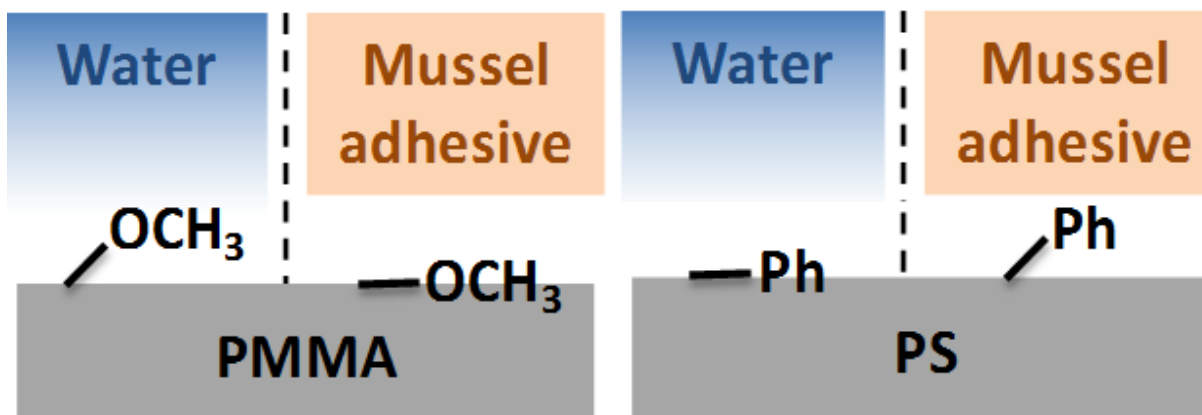 Water
Mussel
adhesive
OCH₃
OCH₃
PMMA
Water
Mussel
adhesive
Ph
Ph
PS